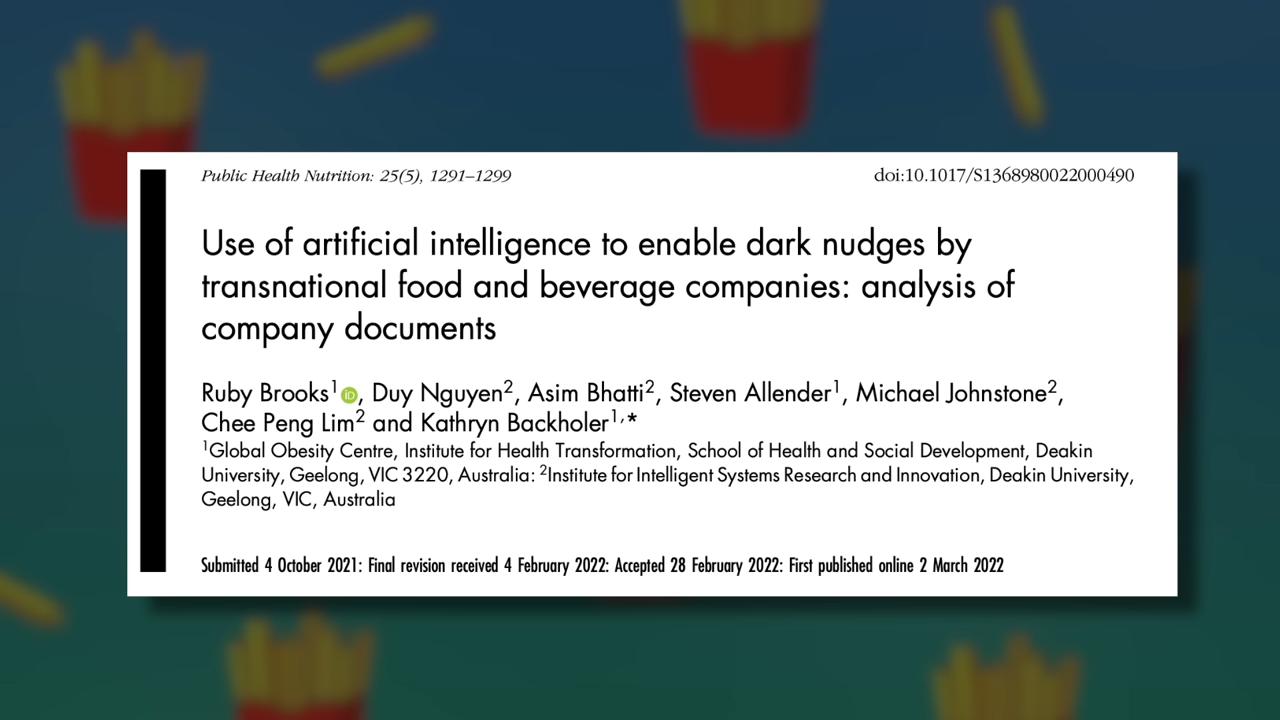 Public Health Nutrition: 25(5), 1291–1299
doi:10.1017/S1368980022000490
Use of artificial intelligence to enable dark nudges by
transnational food and beverage companies: analysis of
company documents
Ruby Brooks1 iD, Duy Nguyen2, Asim Bhatti2, Steven Allender1, Michael Johnstone2,
Chee Peng Lim2 and Kathryn Backholer1,*
1Global Obesity Centre, Institute for Health Transformation, School of Health and Social Development, Deakin
University, Geelong, VIC 3220, Australia: 2Institute for Intelligent Systems Research and Innovation, Deakin University,
Geelong, VIC, Australia
Submitted 4 October 2021: Final revision received 4 February 2022: Accepted 28 February 2022: First published online 2 March 2022